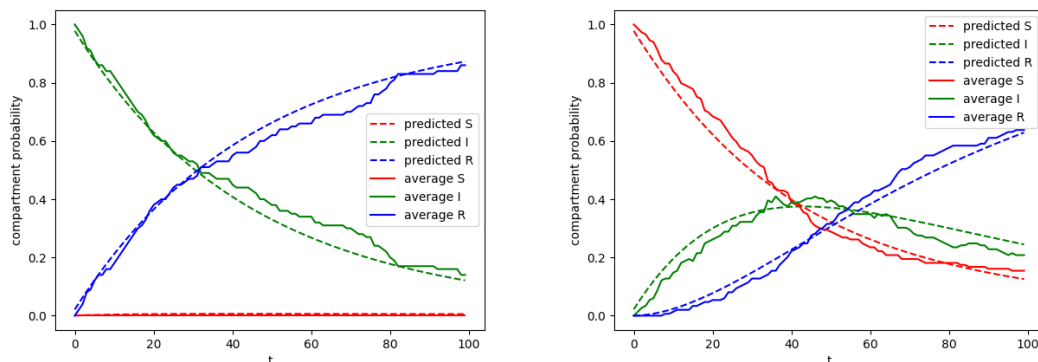 1.0
0.8
0.6
0.4
0.2
0.0
compartment probability
0
20
40
60
80
100
t
predicted S
predicted I
predicted R
average S
average I
average R
1.0
0.8
0.6
0.4
0.2
0.0
compartment probability
0
20
40
60
80
100
t
predicted S
predicted I
predicted R
average S
average I
average R